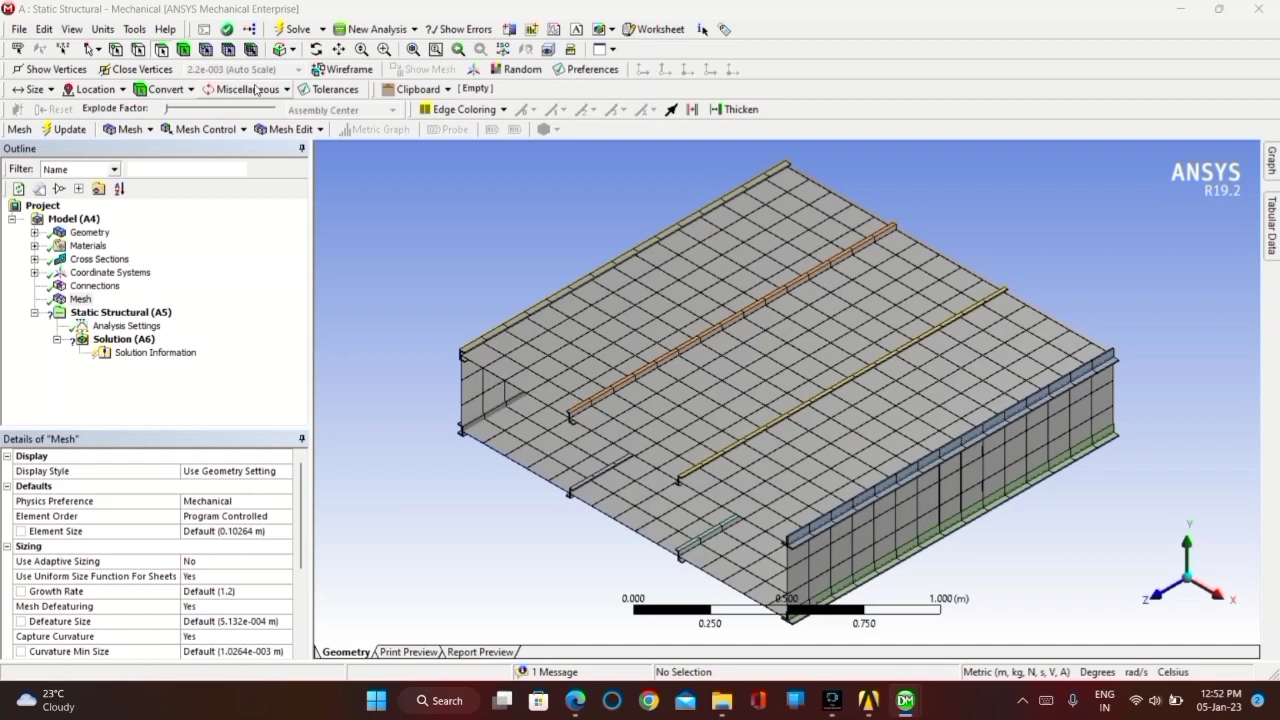 A : Static Structural - Mechanical [ANSYS Mechanical Enterprise]
File Edit View Units Tools Help Solve New Analysis ?/ Show Errors Worksheet
Show Vertices Close Vertices 2.2e-003 (Auto Scale) Wireframe Show Mesh Random Preferences
Size Location Convert Miscellaneous Tolerances Clipboard [ Empty ]
Reset Explode Factor: Assembly Center Edge Coloring Thicken
Mesh Update Mesh Mesh Control Mesh Edit Metric Graph Probe
Outline
Filter: Name
Project
Model (A4)
Geometry
Materials
Cross Sections
Coordinate Systems
Connections
Mesh
Static Structural (A5)
Analysis Settings
Solution (A6)
Solution Information
Details of "Mesh"
Display
Display Style Use Geometry Setting
Defaults
Physics Preference Mechanical
Element Order Program Controlled
Element Size Default (0.10264 m)
Sizing
Use Adaptive Sizing No
Use Uniform Size Function For Sheets Yes
Growth Rate Default (1.2)
Mesh Defeaturing Yes
Defeature Size Default (5.132e-004 m)
Capture Curvature Yes
Curvature Min Size Default (1.0264e-003 m)
ANSYS
R19.2
Graph
Tabular Data
Y
Z
X
0.000 0.500 1.000 (m)
0.250 0.750
Geometry Print Preview Report Preview
1 Message No Selection Metric (m, kg, N, s, V, A) Degrees rad/s Celsius
23°C
Cloudy
Search
DM
ENG
IN
12:52 PM
05-Jan-23
2